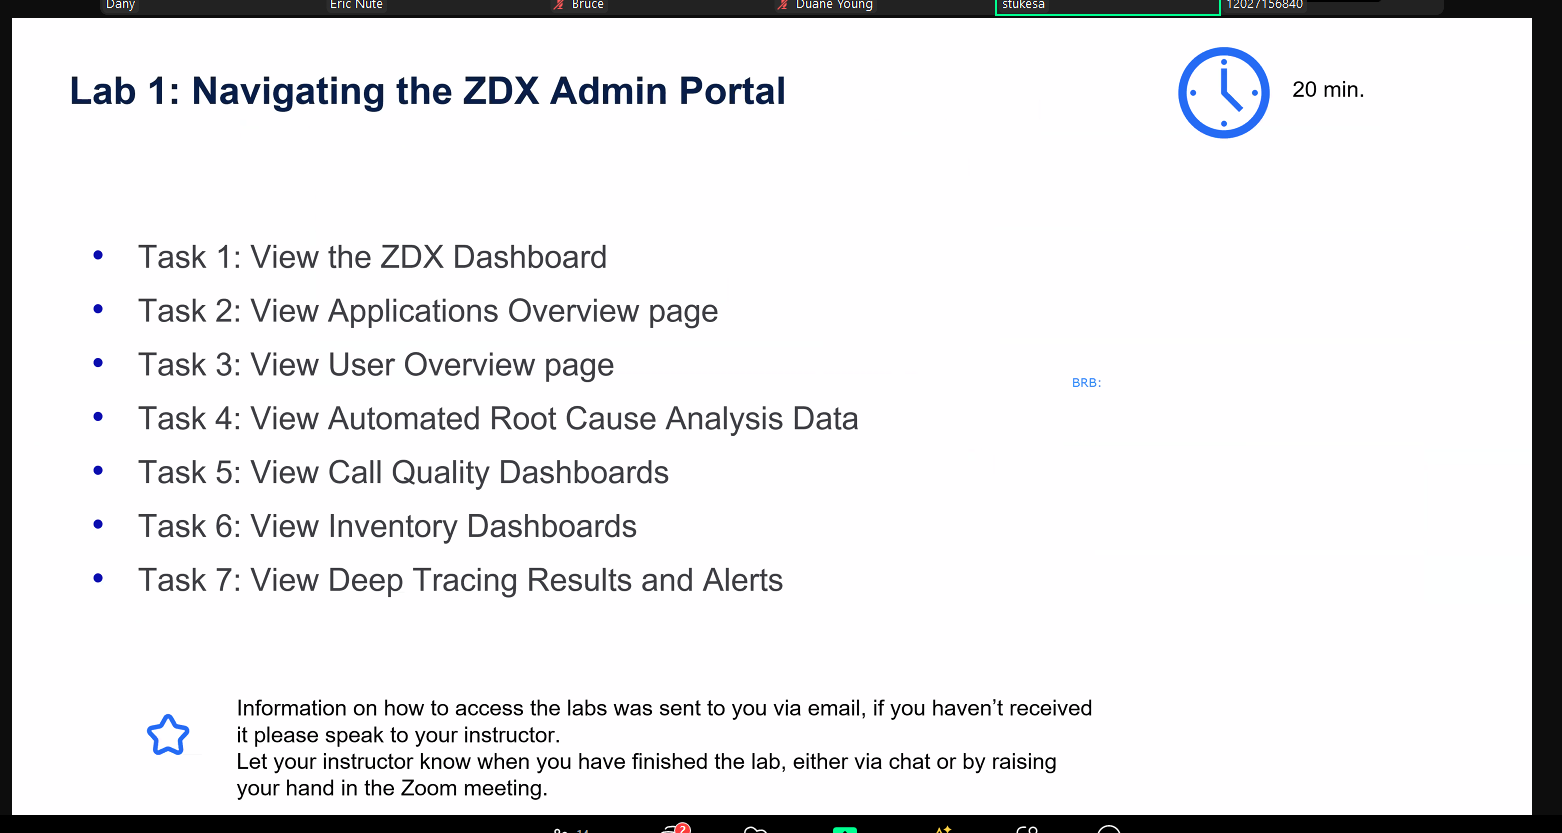 Dany
Eric Nute
Bruce
Duane Young
stukesa
12027156840
Lab 1: Navigating the ZDX Admin Portal
20 min.
• Task 1: View the ZDX Dashboard
• Task 2: View Applications Overview page
• Task 3: View User Overview page
BRB:
• Task 4: View Automated Root Cause Analysis Data
• Task 5: View Call Quality Dashboards
• Task 6: View Inventory Dashboards
• Task 7: View Deep Tracing Results and Alerts
Information on how to access the labs was sent to you via email, if you haven’t received
it please speak to your instructor.
Let your instructor know when you have finished the lab, either via chat or by raising
your hand in the Zoom meeting.
2